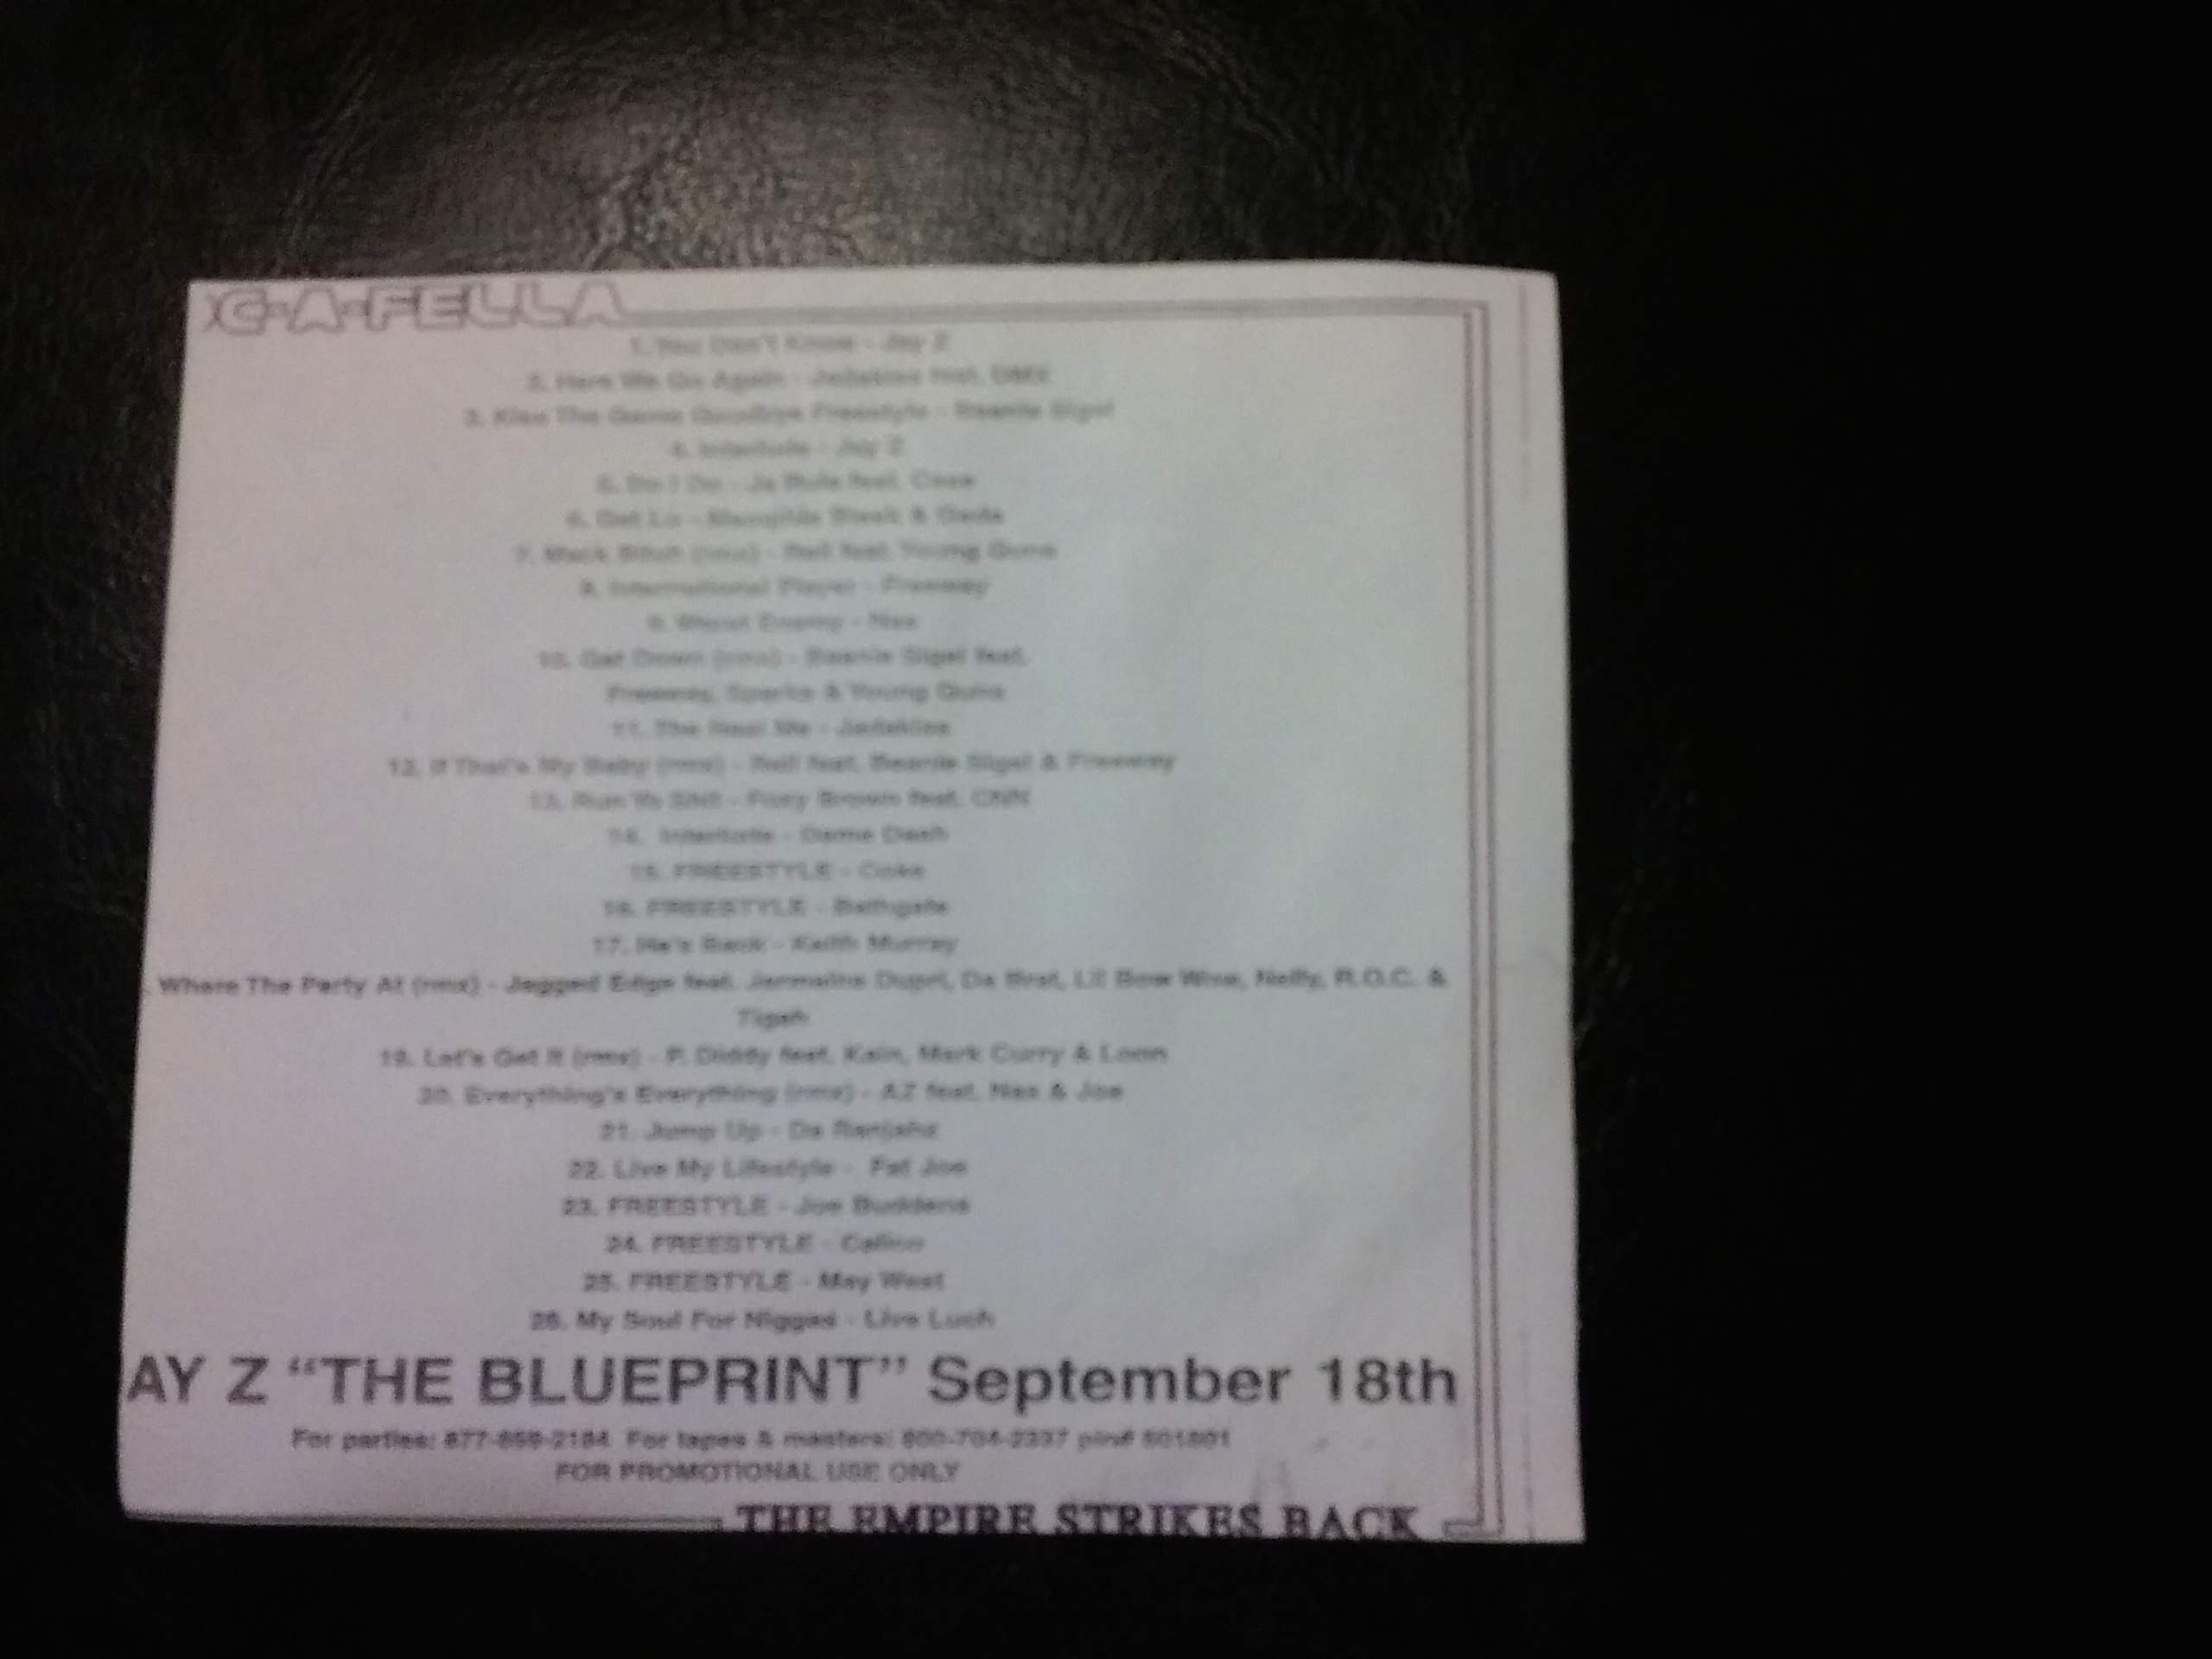 C-A-FELLA
1. You Don't Know - Jay Z
2. Here We Go Again - Jadakiss feat. DMX
3. Kiss The Game Goodbye Freestyle - Beanie Sigel
4. Interlude - Jay Z
5. Do I Do - Ja Rule feat. Case
6. Get Lo - Memphis Bleek & Geda
7. Mack Bitch (rmx) - Rell feat. Young Guns
8. International Player - Freeway
9. Enemy - Nas
10. Get Down (rmx) - Beanie Sigel feat.
Freeway, Sparks & Young Guns
11. The Real Me - Jadakiss
12. If That's My Baby (rmx) - Rell feat. Beanie Sigel & Freeway
13. Run Yo Shit - Foxy Brown feat. CNN
14. Interlude - Dame Dash
15. FREESTYLE - Cake
16. FREESTYLE - Bathgate
17. He's Back - Keith Murray
. Where The Party At (rmx) - Jagged Edge feat. Jermaine Dupri, Da Brat, Lil Bow Wow, Nelly, R.O.C. &
Tigah
19. Let's Get It (rmx) - P. Diddy feat. Kain, Mark Curry & Loon
20. Everything's Everything (rmx) - AZ feat. Nas & Joe
21. Jump Up - Da Ranjahz
22. Live My Lifestyle - Fat Joe
23. FREESTYLE - Joe Buddens
24. FREESTYLE - Calico
25. FREESTYLE - May West
26. My Soul For Niggas - Live Luch
AY Z “THE BLUEPRINT” September 18th
For parties: 877-658-2184 For tapes & masters: 800-704-2337 pin# 501801
FOR PROMOTIONAL USE ONLY
THE EMPIRE STRIKES BACK